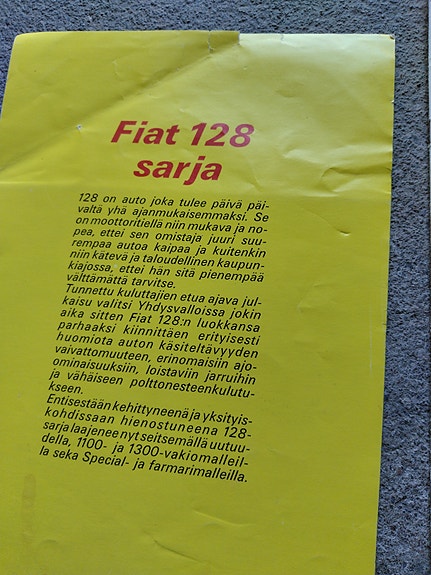 Fiat 128
sarja
128 on auto joka tulee päivä päi-
vältä yhä ajanmukaisemmaksi. Se
on moottoritiellä niin mukava ja no-
pea, ettei sen omistaja juuri suu-
rempaa autoa kaipaa ja kuitenkin
niin kätevä ja taloudellinen kaupun-
kiajossa, ettei hän sitä pienempää
välttämättä tarvitse.
Tunnettu kuluttajien etua ajava jul-
kaisu valitsi Yhdysvalloissa jokin
aika sitten Fiat 128:n luokkansa
parhaaksi kiinnittäen erityisesti
huomiota auton käsiteltävyyden
vaivattomuuteen, erinomaisiin ajo-
ominaisuuksiin, loistaviin jarruihin
ja vähäiseen polttonesteenkulutu-
kseen.
Entisestään kehittyneenä ja yksityis-
kohdissaan hienostuneena 128-
sarja laajenee nyt seitsemällä uutuu-
della, 1100- ja 1300-vakiomalleil-
la seka Special- ja farmarimalleilla.